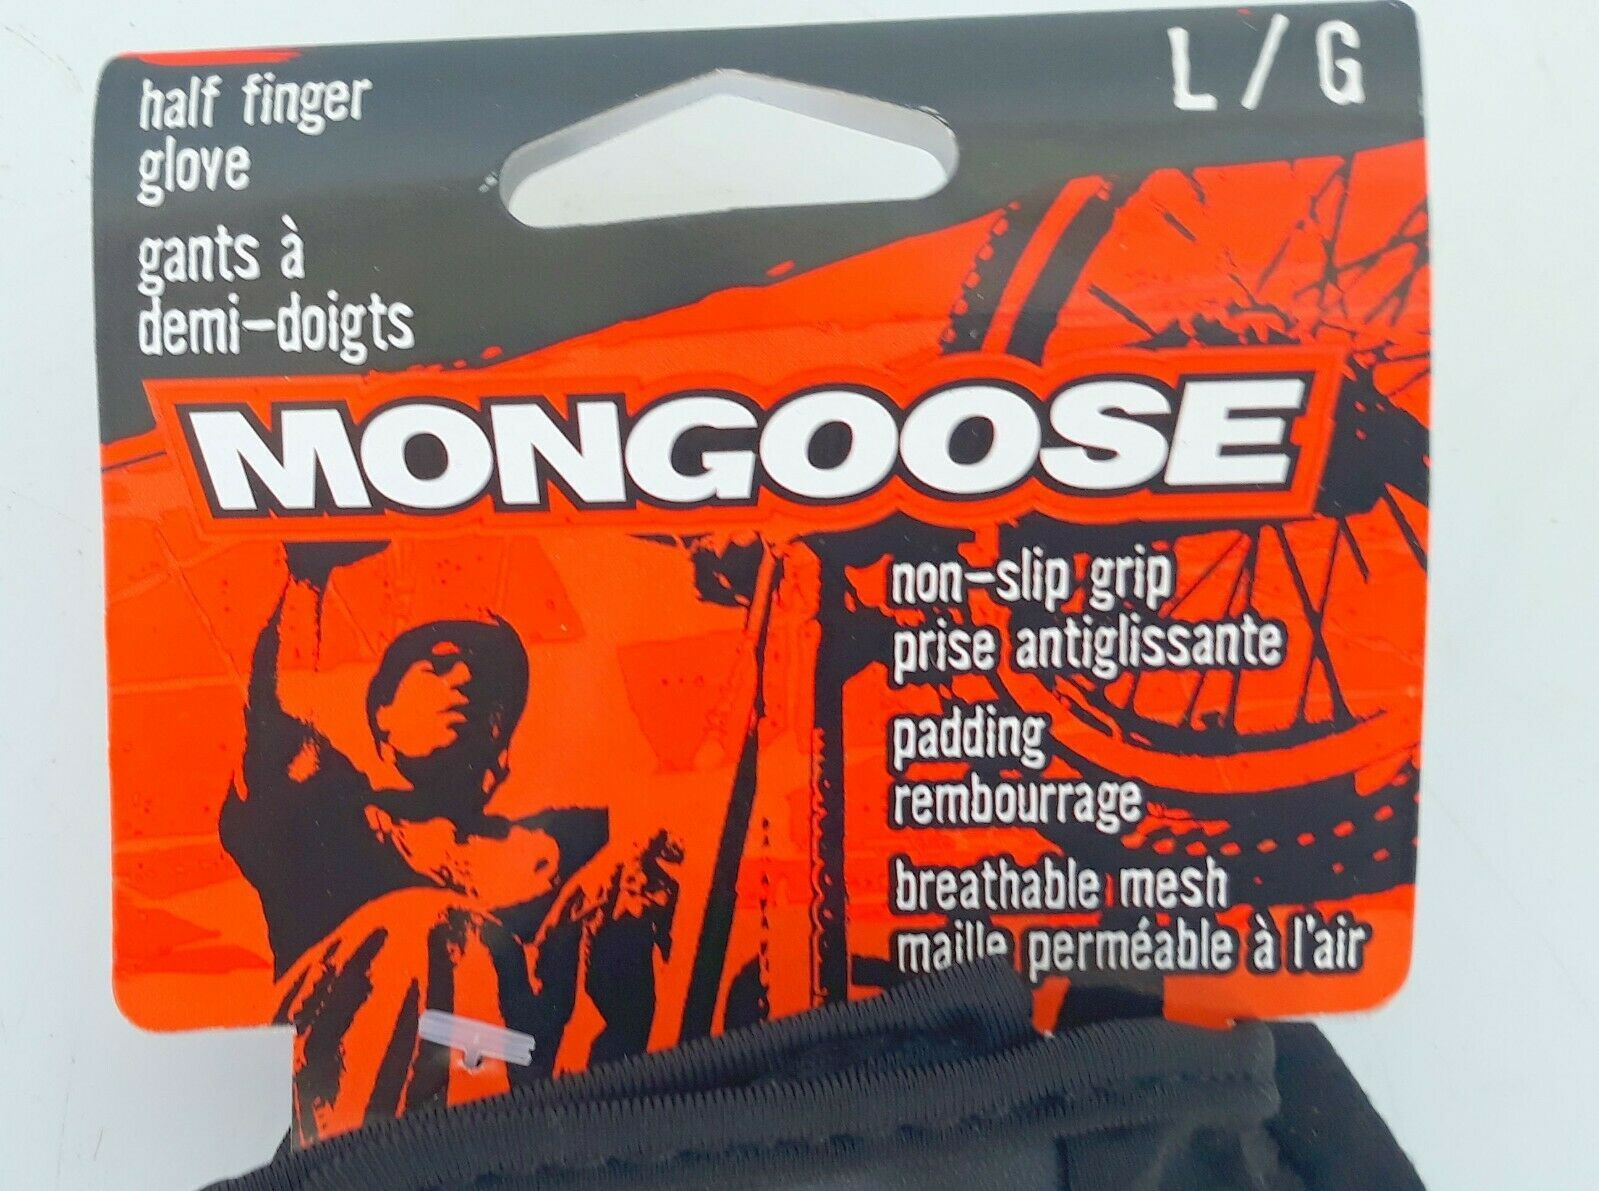 half finger
glove
gants à
demi-doigts
L / G
MONGOOSE
non-slip grip
prise antiglissante
padding
rembourrage
breathable mesh
maille perméable à l'air